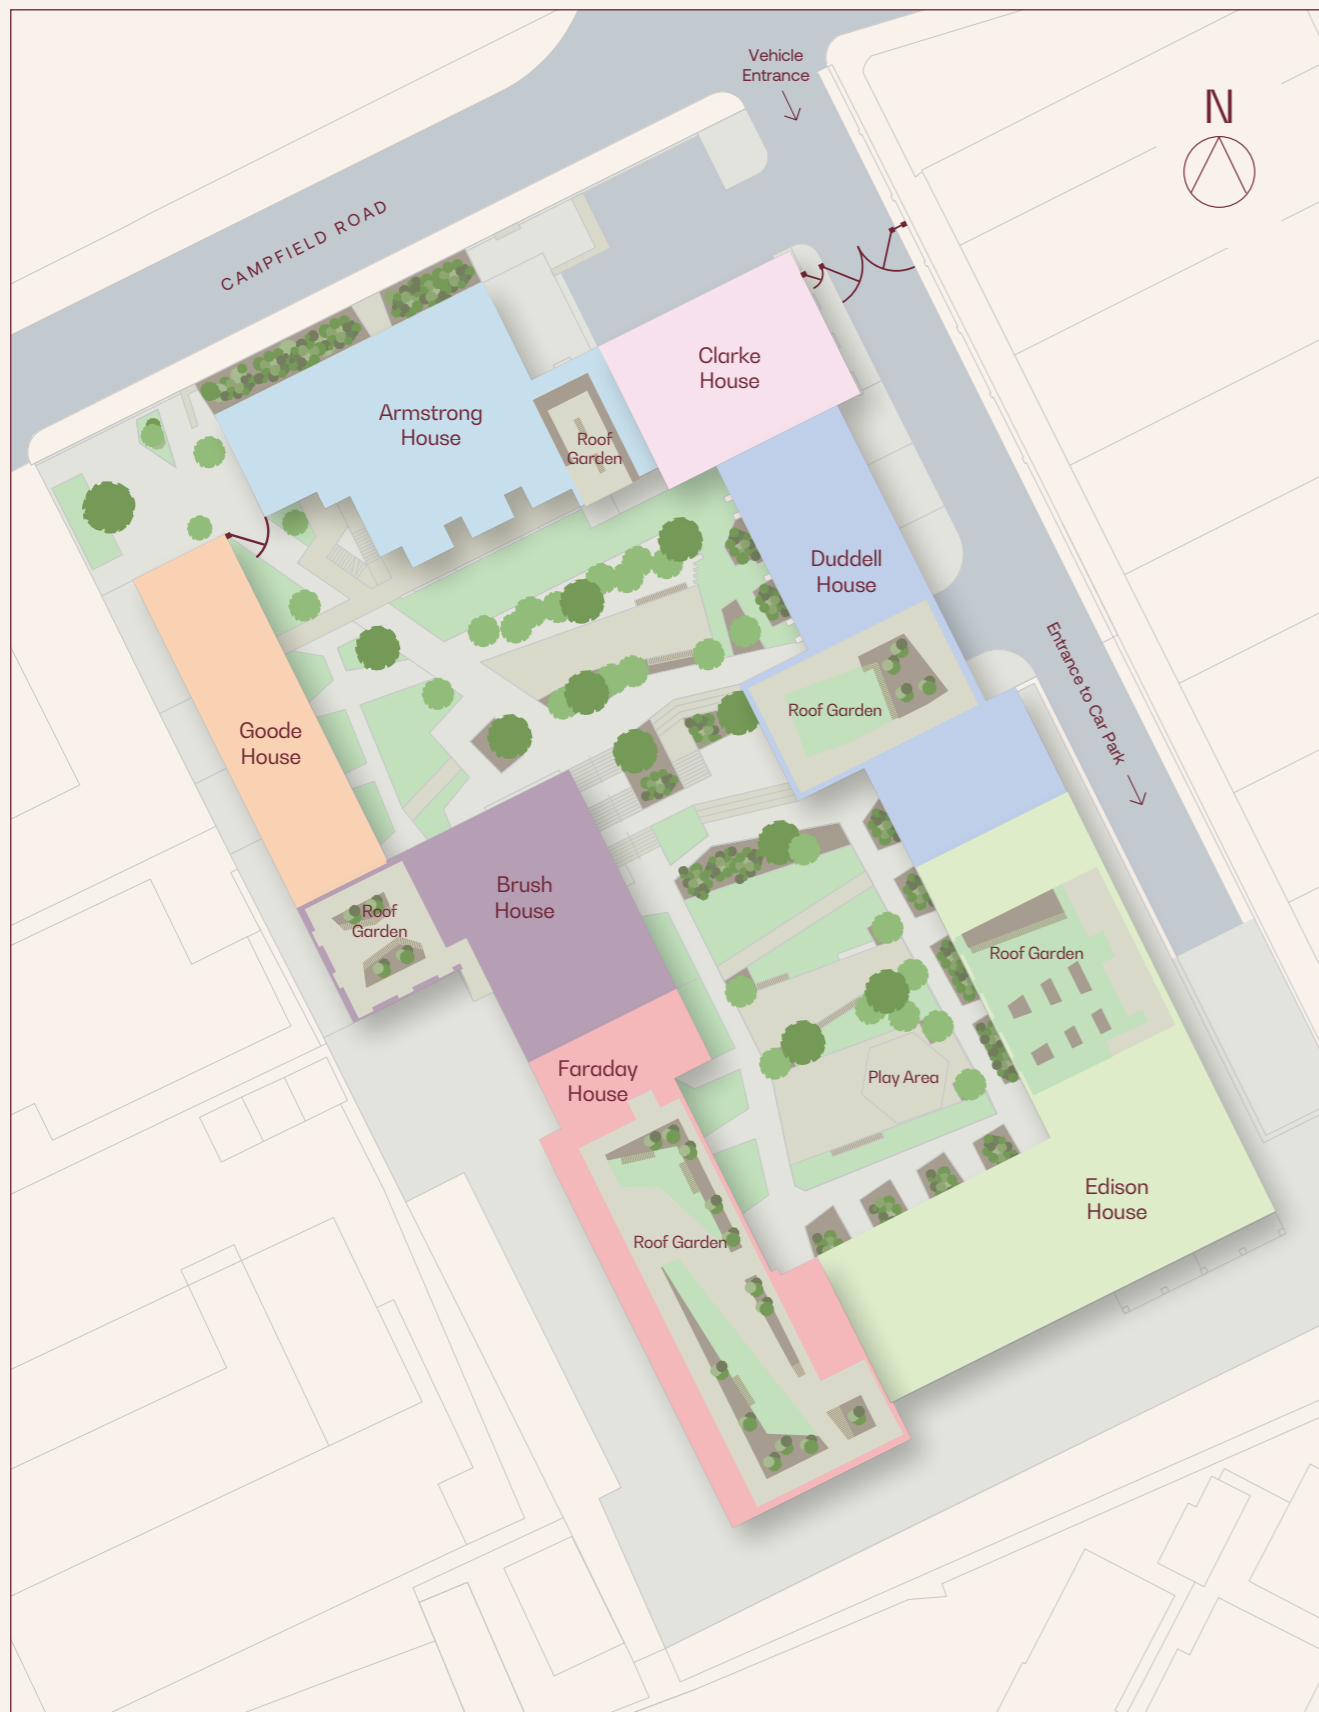 Vehicle
Entrance
N
CAMPFIELD ROAD
Clarke
House
Armstrong
House
Roof
Garden
Duddell
House
Entrance to Car Park
Roof Garden
Goode
House
Brush
House
Roof
Garden
Roof Garden
Faraday
House
Play Area
Edison
House
Roof Garden